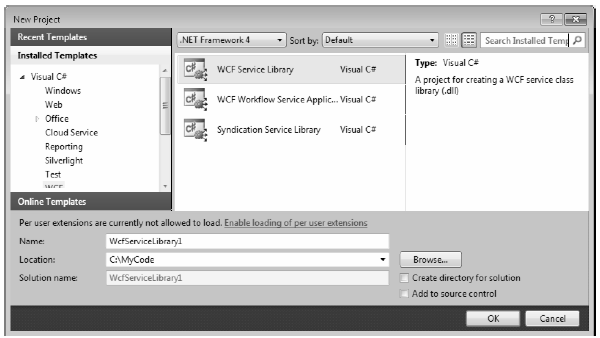 New Project
Recent Templates
.NET Framework 4
Sort by: Default
Search Installed Temp
Installed Templates
Visual C#
Windows
Web
Office
Cloud Service
Reporting
Silverlight
Test
WCF
Online Templates
WCF Service Library Visual C#
WCF Workflow Service Applic... Visual C#
Syndication Service Library Visual C#
Type: Visual C#
A project for creating a WCF service class
library (.dll)
Per user extensions are currently not allowed to load. Enable loading of per user extensions
Name: WcfServiceLibrary1
Location: C:\MyCode Browse...
Solution name: WcfServiceLibrary1 Create directory for solution
Add to source control
OK Cancel